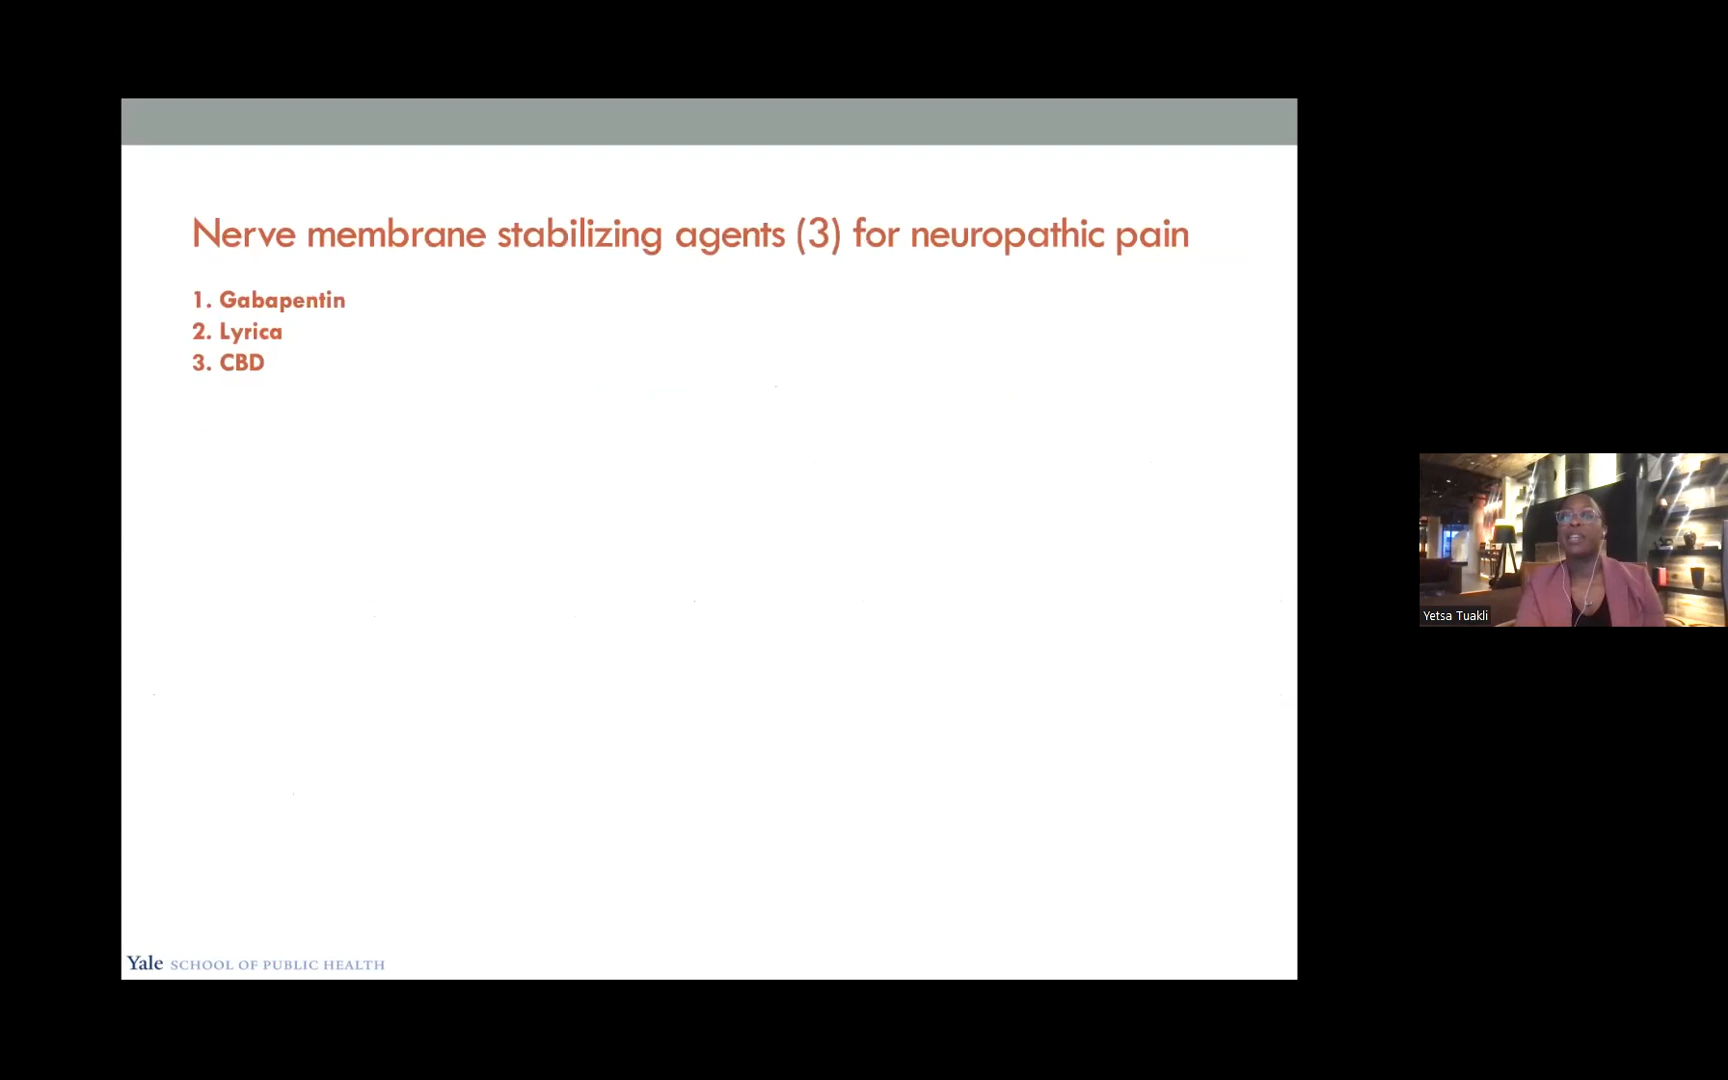 Nerve membrane stabilizing agents (3) for neuropathic pain
1. Gabapentin
2. Lyrica
3. CBD
Yale SCHOOL OF PUBLIC HEALTH
Yetsa Tuakli